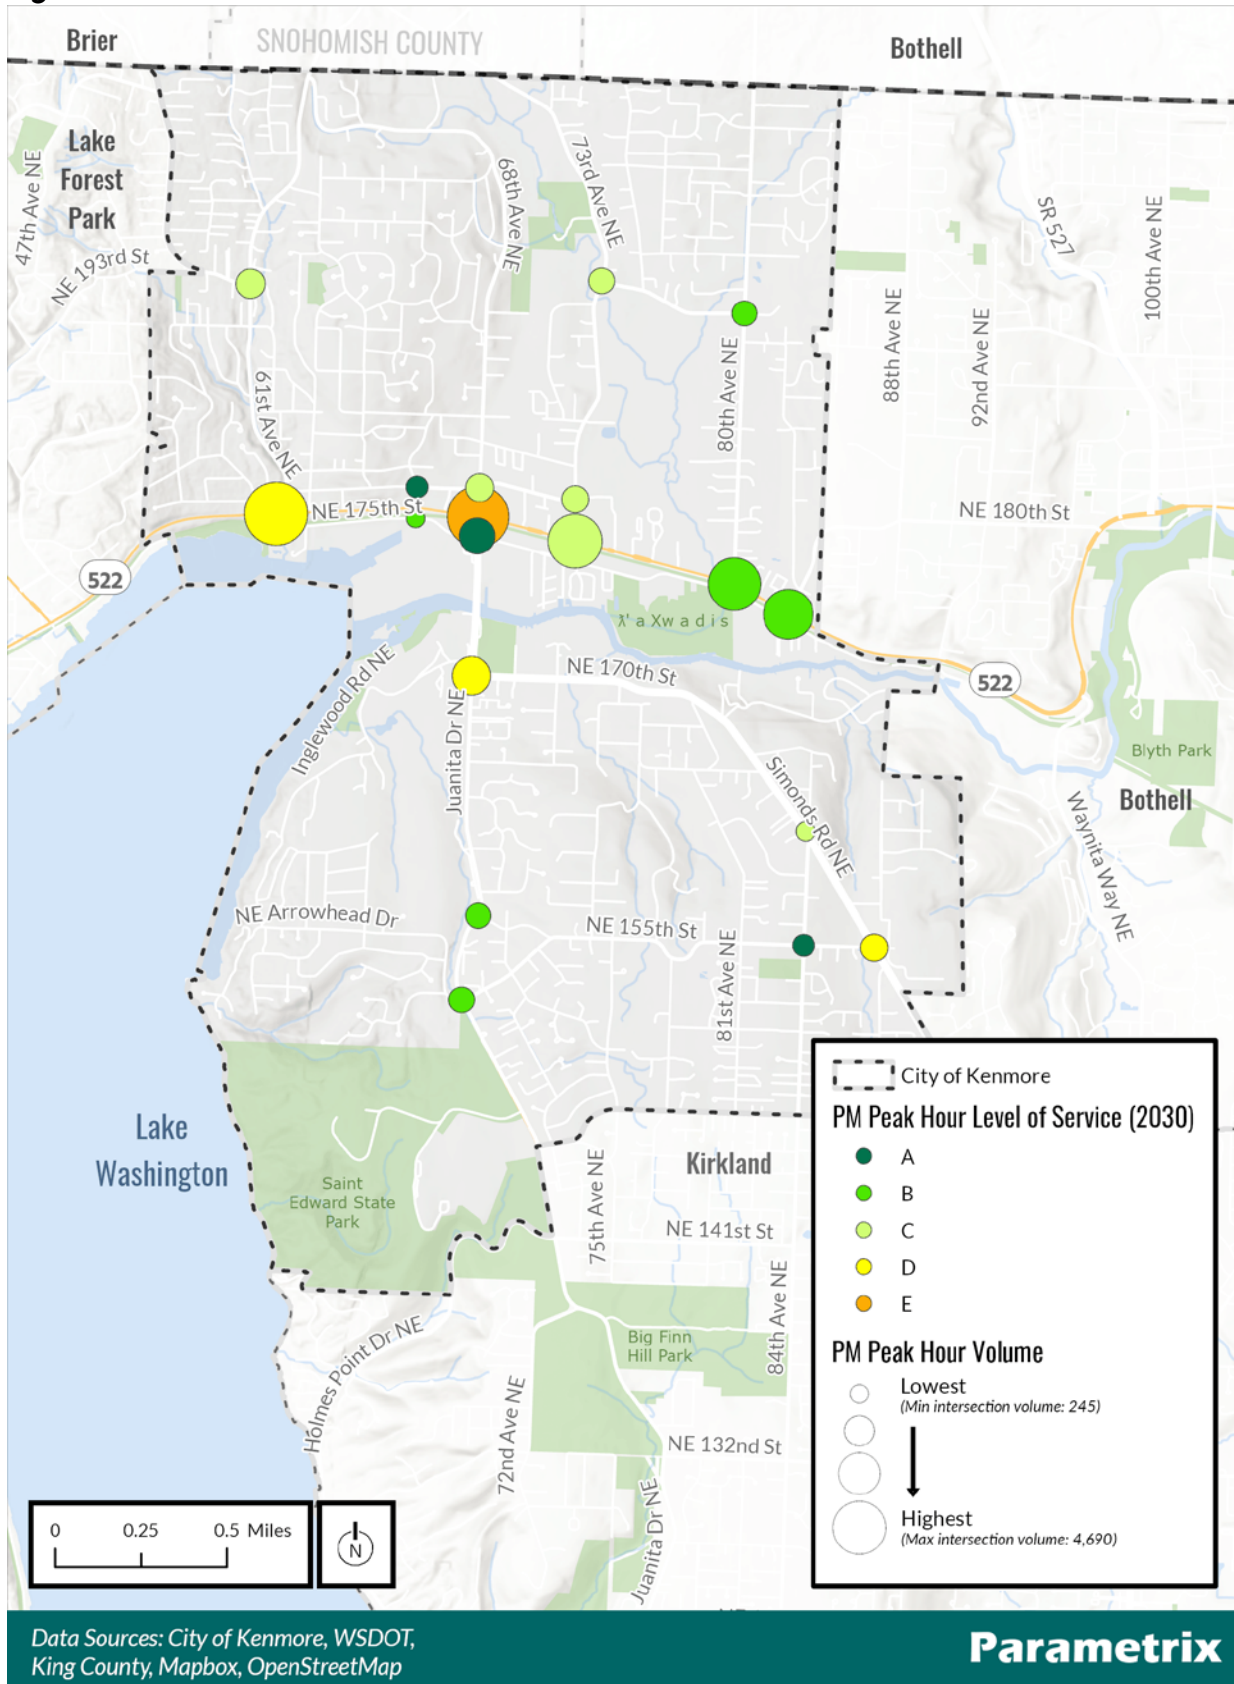 Brier
SNOHOMISH COUNTY
Bothell
Lake
Forest
Park
47th Ave NE
NE 193rd St
68th Ave NE
73rd Ave NE
SR 527
100th Ave NE
88th Ave NE
92nd Ave NE
80th Ave NE
61st Ave NE
NE 175th St
NE 180th St
522
ƛ' a Xw a d i s
522
NE 170th St
Inglewood Rd NE
Juanita Dr NE
Simonds Rd NE
Blyth Park
Bothell
Waynita Way NE
NE Arrowhead Dr
NE 155th St
81st Ave NE
Lake
Washington
Saint
Edward State
Park
Kirkland
75th Ave NE
NE 141st St
84th Ave NE
Big Finn
Hill Park
Holmes Point Dr NE
72nd Ave NE
NE 132nd St
Juanita Dr NE
City of Kenmore
PM Peak Hour Level of Service (2030)
A
B
C
D
E
PM Peak Hour Volume
Lowest
(Min intersection volume: 245)
Highest
(Max intersection volume: 4,690)
0 0.25 0.5 Miles
N
Data Sources: City of Kenmore, WSDOT,
King County, Mapbox, OpenStreetMap
Parametrix